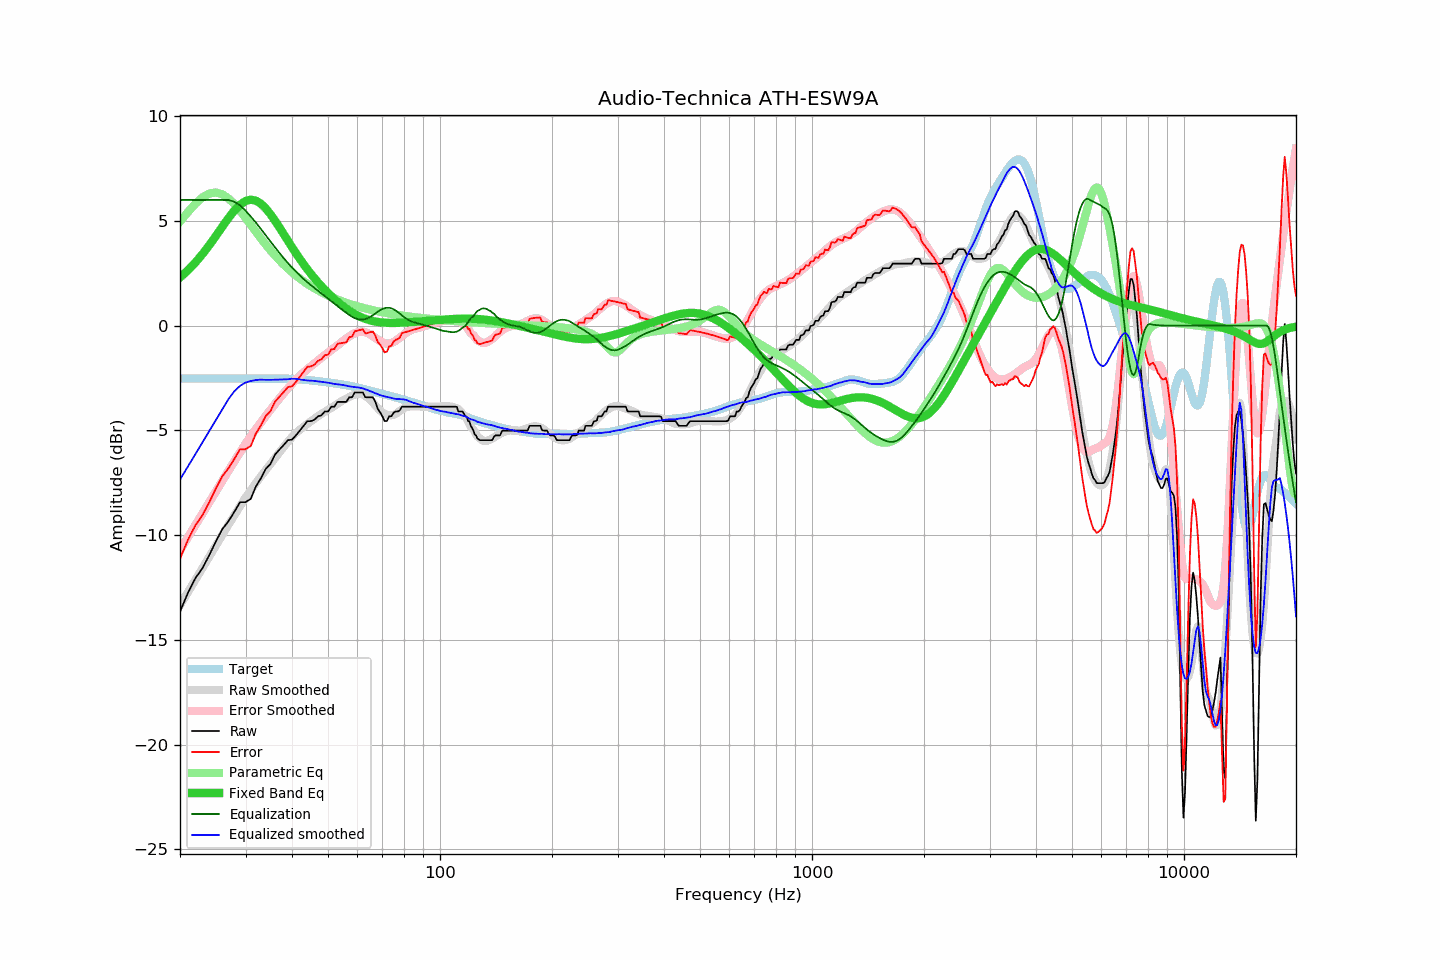 Audio-Technica ATH-ESW9A
10
5
0
−5
−10
−15
−20
−25
Amplitude (dBr)
Target
Raw Smoothed
Error Smoothed
Raw
Error
Parametric Eq
Fixed Band Eq
Equalization
Equalized smoothed
100
1000
10000
Frequency (Hz)